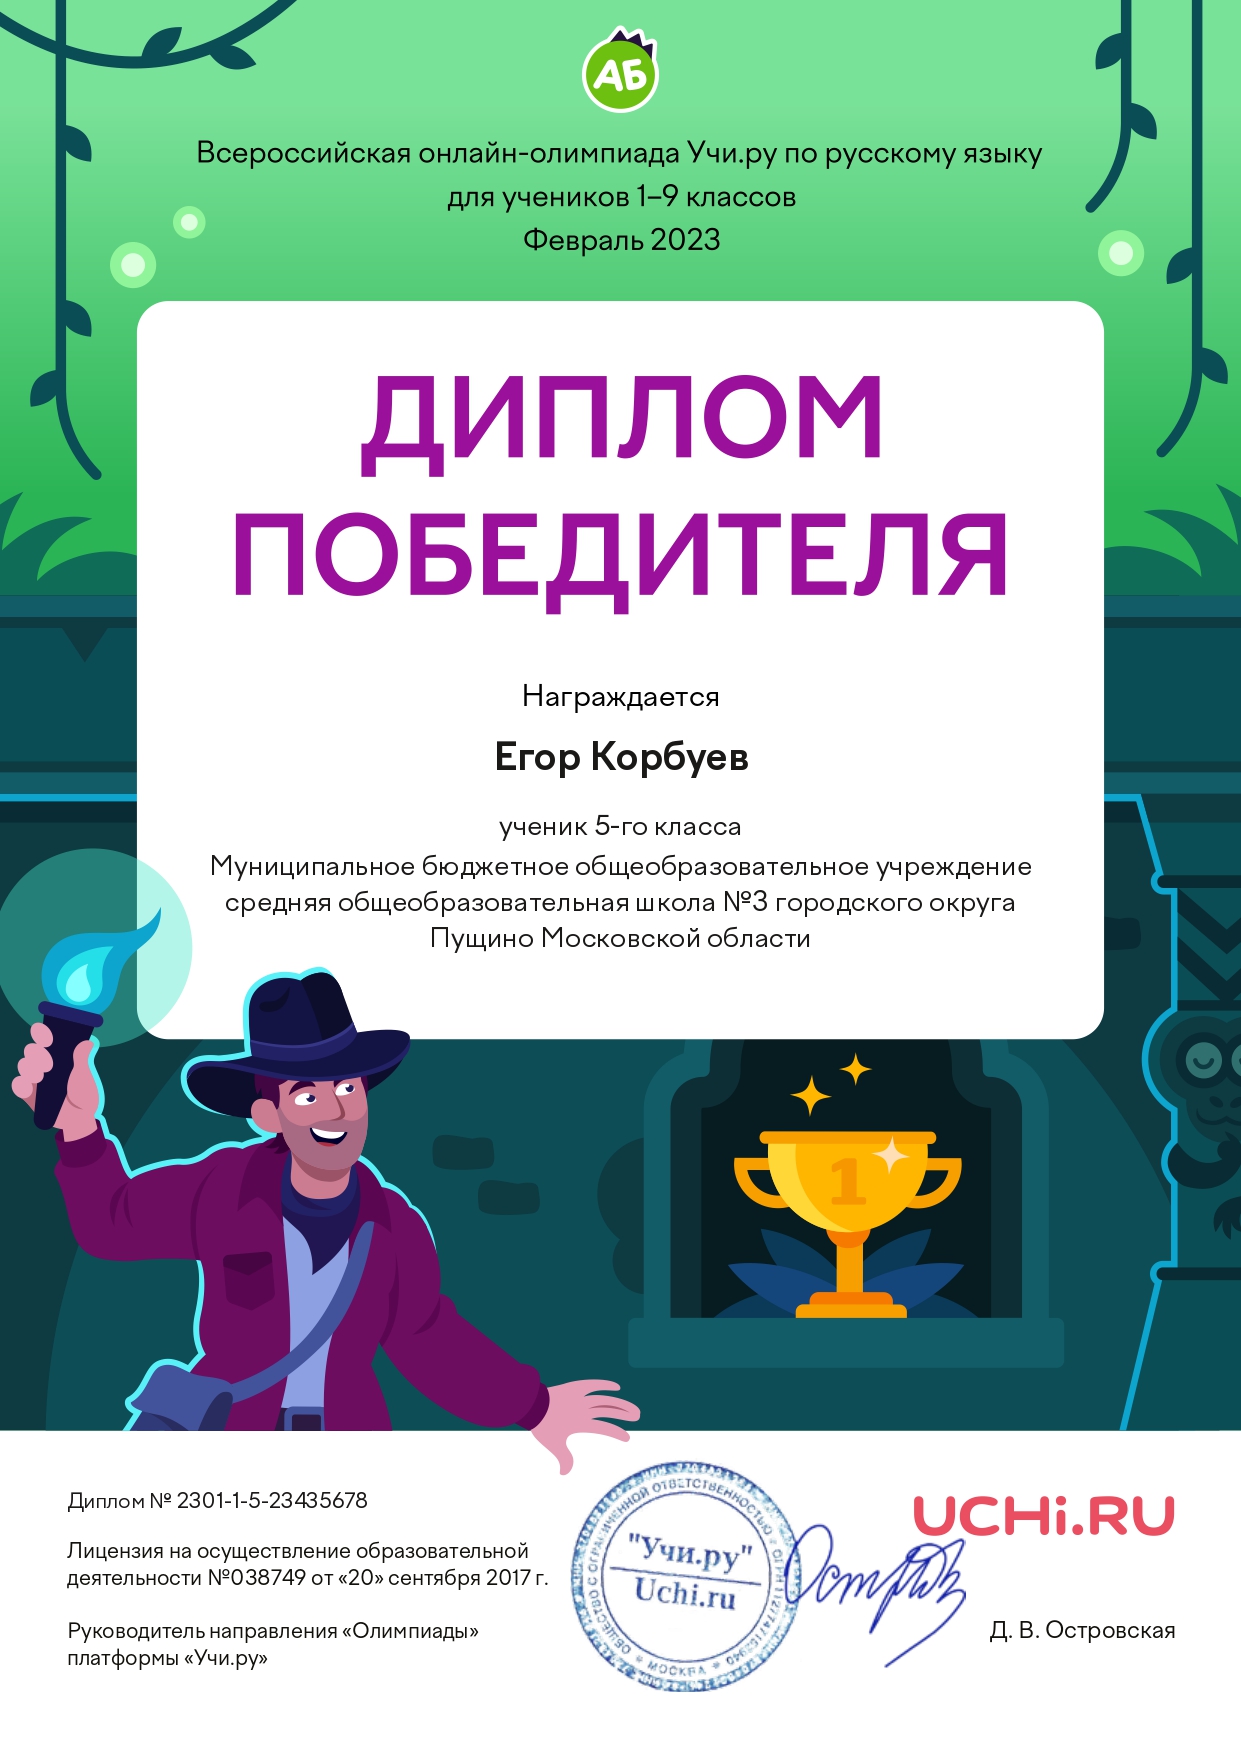 АБ
Всероссийская онлайн-олимпиада Учи.ру по русскому языку
для учеников 1–9 классов
Февраль 2023
ДИПЛОМ
ПОБЕДИТЕЛЯ
Награждается
Егор Корбуев
ученик 5-го класса
Муниципальное бюджетное общеобразовательное учреждение
средняя общеобразовательная школа №3 городского округа
Пущино Московской области
1
Диплом № 2301-1-5-23435678
Лицензия на осуществление образовательной
деятельности №038749 от «20» сентября 2017 г.
Руководитель направления «Олимпиады»
платформы «Учи.ру»
ОБЩЕСТВО С ОГРАНИЧЕННОЙ ОТВЕТСТВЕННОСТЬЮ
"Учи.ру"
Uchi.ru
МОСКВА
UCHi.RU
Д. В. Островская